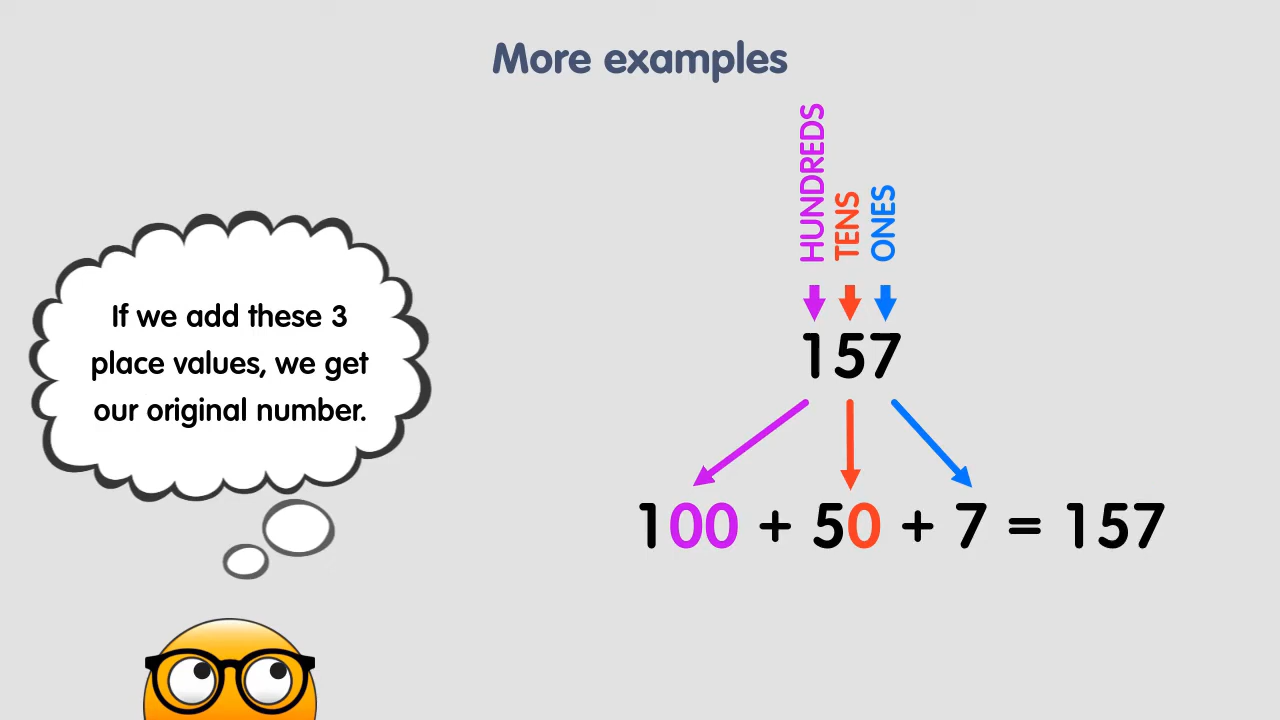 More examples
HUNDREDS
TENS
ONES
If we add these 3
place values, we get
our original number.
157
100 + 50 + 7 = 157